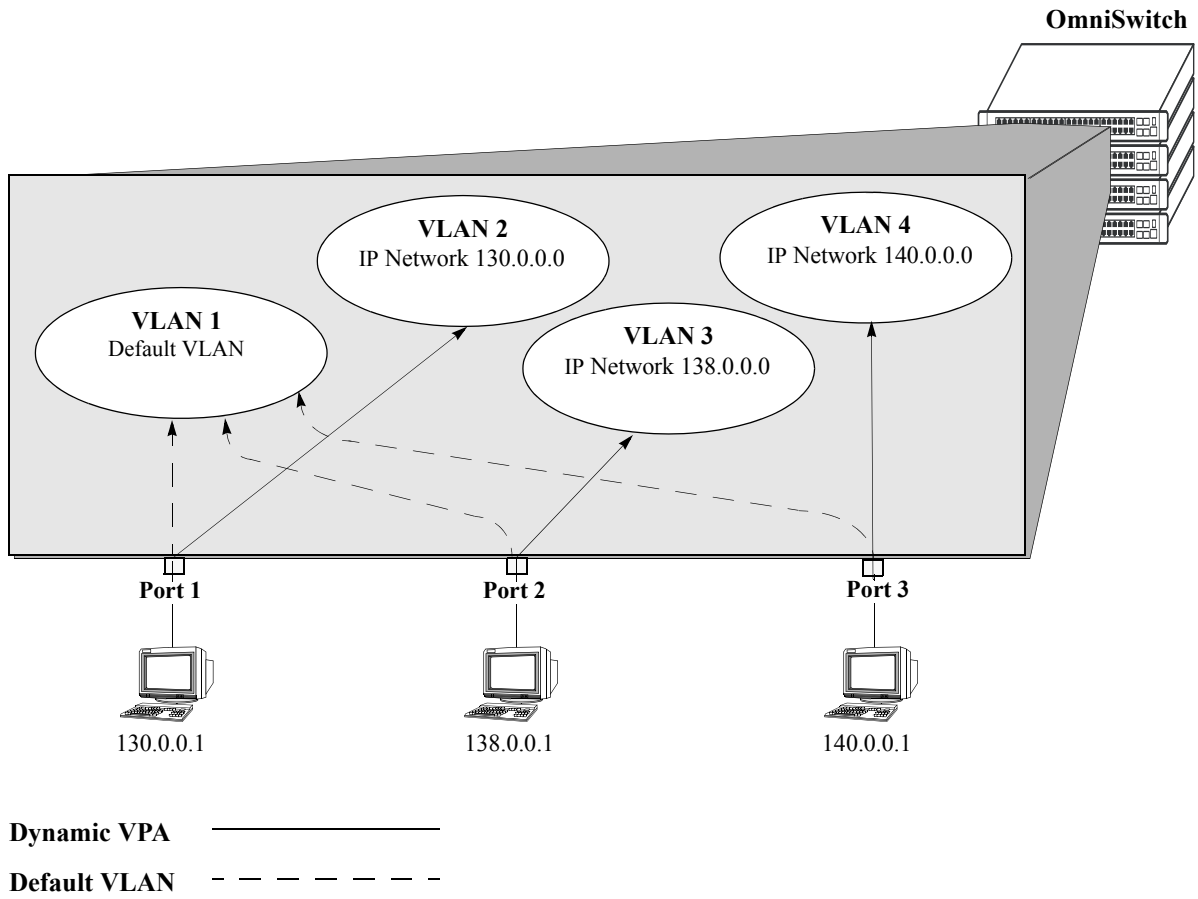 OmniSwitch
VLAN 2
IP Network 130.0.0.0
VLAN 4
IP Network 140.0.0.0
VLAN 1
Default VLAN
VLAN 3
IP Network 138.0.0.0
Port 1
Port 2
Port 3
130.0.0.1
138.0.0.1
140.0.0.1
Dynamic VPA
Default VLAN